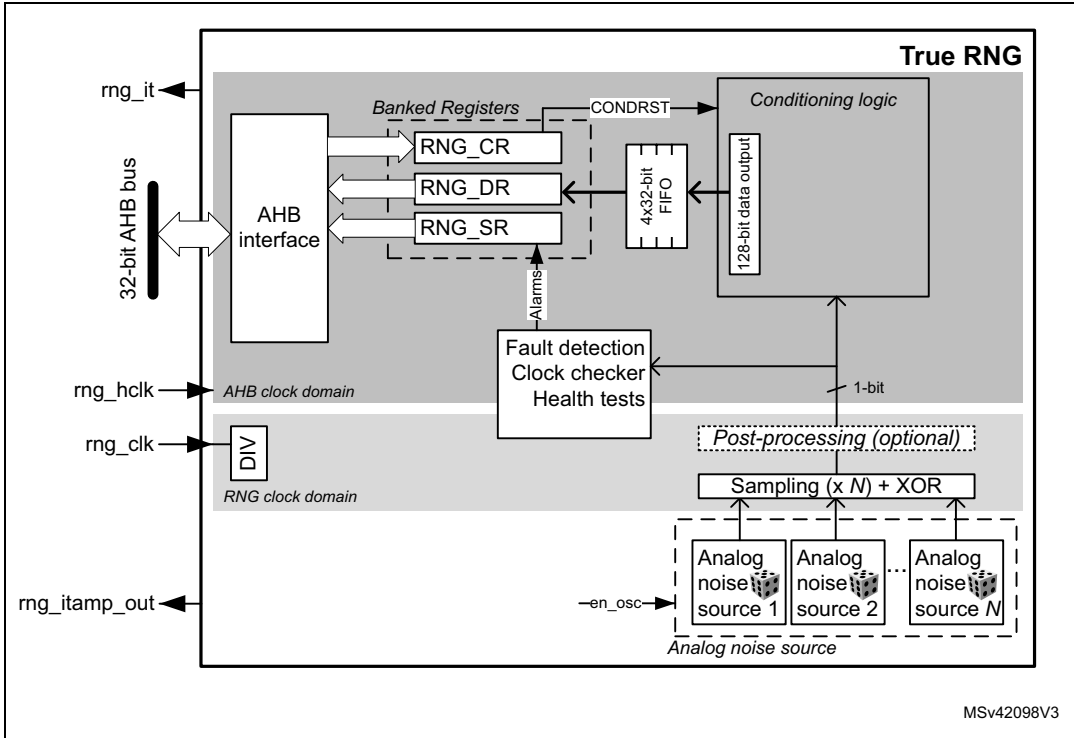 True RNG
rng_it
Banked Registers
CONDRST
Conditioning logic
RNG_CR
RNG_DR
RNG_SR
4x32-bit
FIFO
128-bit data output
32-bit AHB bus
AHB
interface
Alarms
Fault detection
Clock checker
Health tests
rng_hclk
AHB clock domain
1-bit
rng_clk
DIV
RNG clock domain
Post-processing (optional)
Sampling (x N) + XOR
Analog
noise
source 1
Analog
noise
source 2
...
Analog
noise
source N
en_osc
rng_itamp_out
Analog noise source
MSv42098V3